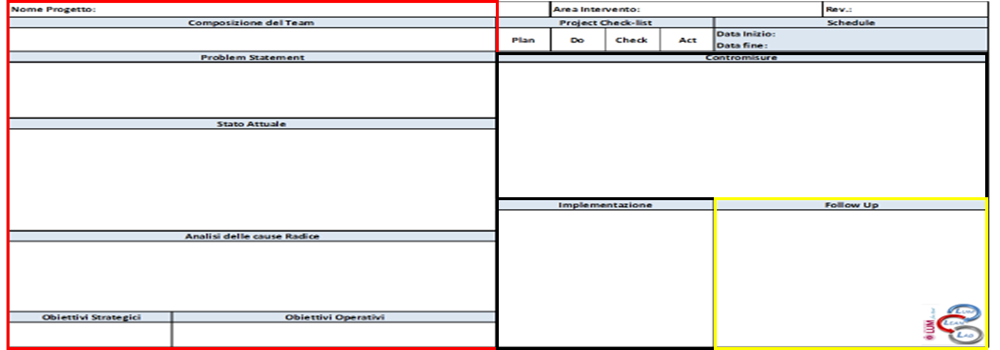 Nome Progetto:
Area Intervento:
Rev.:
Composizione del Team
Project Check-list
Schedule
Plan
Do
Check
Act
Data Inizio:
Data fine:
Problem Statement
Contromisure
Stato Attuale
Implementazione
Follow Up
Analisi delle cause Radice
Obiettivi Strategici
Obiettivi Operativi
LUM
LUM
LEAN
LAB